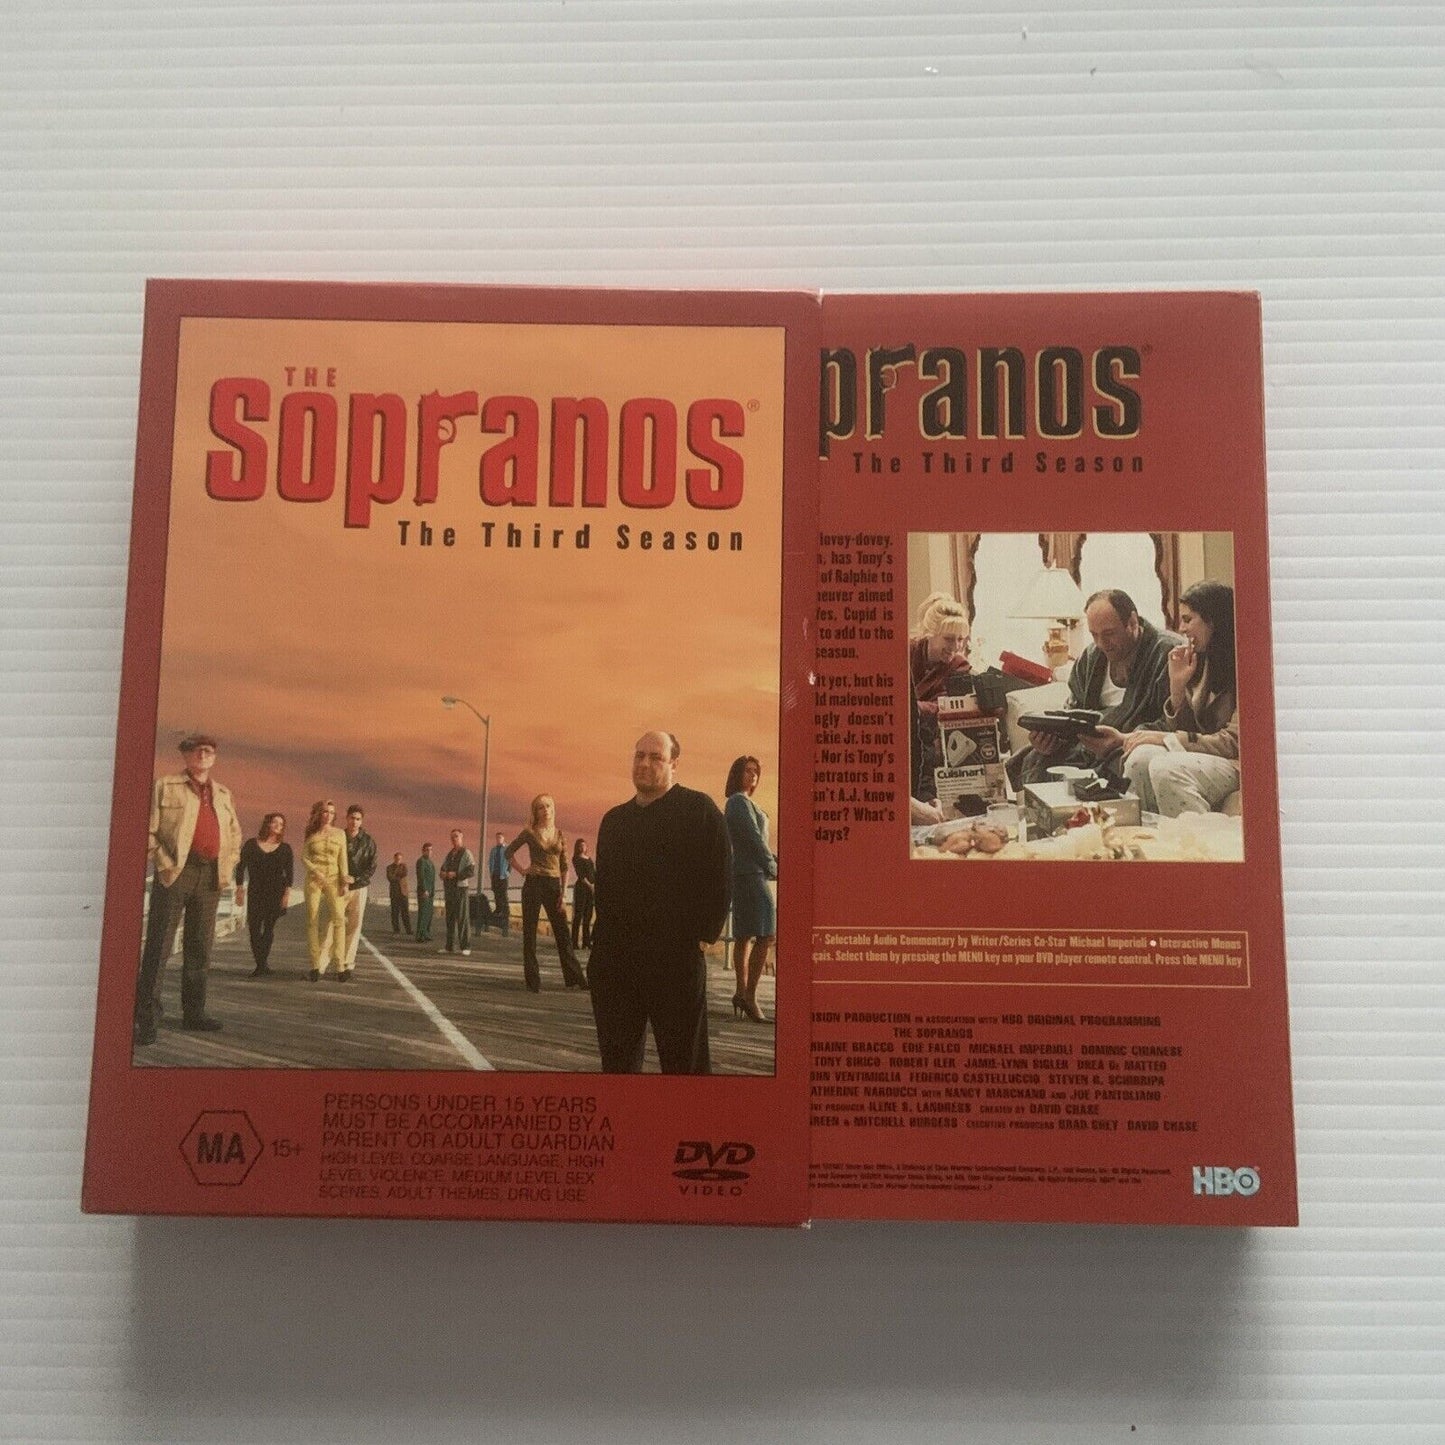 THE
Sopranos®
The Third Season
MA 15+
PERSONS UNDER 15 YEARS
MUST BE ACCOMPANIED BY A
PARENT OR ADULT GUARDIAN
HIGH LEVEL COARSE LANGUAGE, HIGH
LEVEL VIOLENCE, MEDIUM LEVEL SEX
SCENES, ADULT THEMES, DRUG USE
DVD
VIDEO
pranos®
The Third Season
lovey-dovey.
has Tony's
of Ralphie to
aimed
Cupid is
to add to the
season.
it yet, but his
malevolent
doesn't
Jr. is not
Nor is Tony's
in a
A.J. know
What's
days?
KitchenAid
Cuisinart
Selectable Audio Commentary by Writer/Series Co-Star Michael Imperioli • Interactive Menus
Select them by pressing the MENU key on your DVD player remote control. Press the MENU key
PRODUCTION IN ASSOCIATION WITH HBO ORIGINAL PROGRAMMING
THE SOPRANOS
BRACCO EDIE FALCO MICHAEL IMPERIOLI DOMINIC CHIANESE
TONY SIRICO ROBERT ILER JAMIE-LYNN SIGLER DREA De MATTEO
VENTIMIGLIA FEDERICO CASTELLUCCIO STEVEN R. SCHIRRIPA
NARDUCCI WITH NANCY MARCHAND AND JOE PANTOLIANO
PRODUCER ILENE S. LANDRESS CREATED BY DAVID CHASE
GREEN & MITCHELL BURGESS EXECUTIVE PRODUCERS BRAD GREY DAVID CHASE
HBO